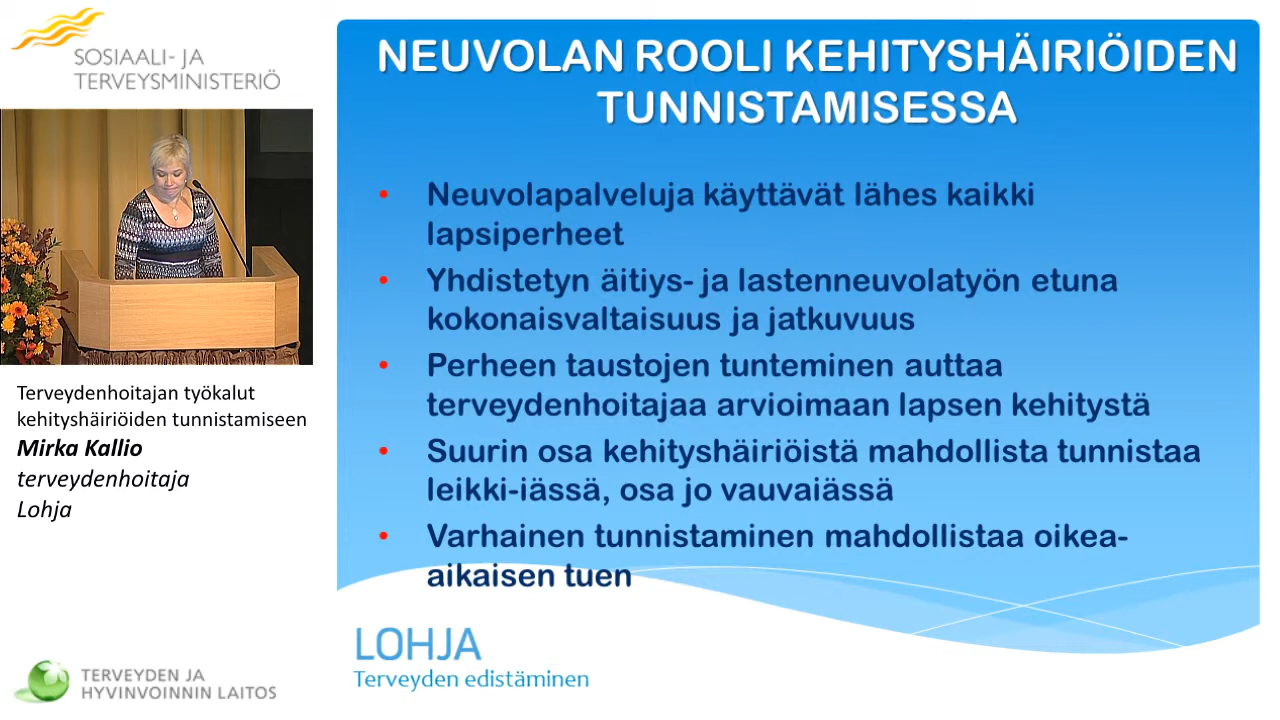 SOSIAALI- JA
TERVEYSMINISTERIÖ
Terveydenhoitajan työkalut
kehityshäiriöiden tunnistamiseen
Mirka Kallio
terveydenhoitaja
Lohja
TERVEYDEN JA
HYVINVOINNIN LAITOS
NEUVOLAN ROOLI KEHITYSHÄIRIÖIDEN
TUNNISTAMISESSA
• Neuvolapalveluja käyttävät lähes kaikki
lapsiperheet
• Yhdistetyn äitiys- ja lastenneuvolatyön etuna
kokonaisvaltaisuus ja jatkuvuus
• Perheen taustojen tunteminen auttaa
terveydenhoitajaa arvioimaan lapsen kehitystä
• Suurin osa kehityshäiriöistä mahdollista tunnistaa
leikki-iässä, osa jo vauvaiässä
• Varhainen tunnistaminen mahdollistaa oikea-
aikaisen tuen
LOHJA
Terveyden edistäminen